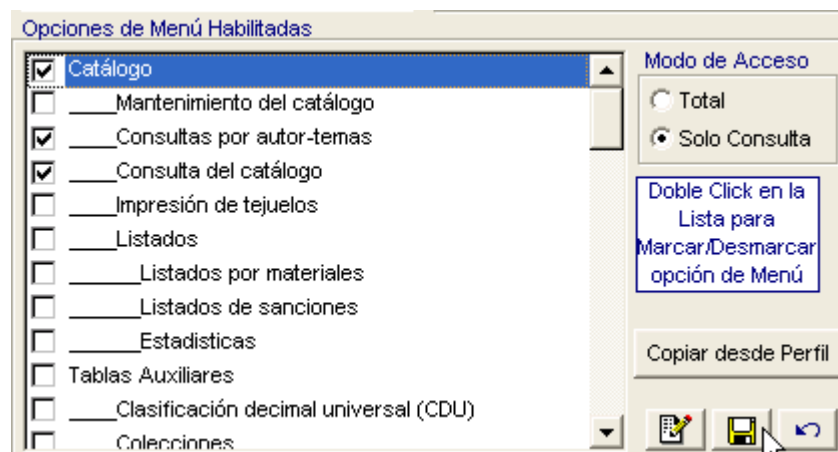 Opciones de Menú Habilitadas
Catálogo
____Mantenimiento del catálogo
____Consultas por autor-temas
____Consulta del catálogo
____Impresión de tejuelos
____Listados
______Listados por materiales
______Listados de sanciones
______Estadisticas
Tablas Auxiliares
____Clasificación decimal universal (CDU)
____Colecciones
Modo de Acceso
Total
Solo Consulta
Doble Click en la
Lista para
Marcar/Desmarcar
opción de Menú
Copiar desde Perfil